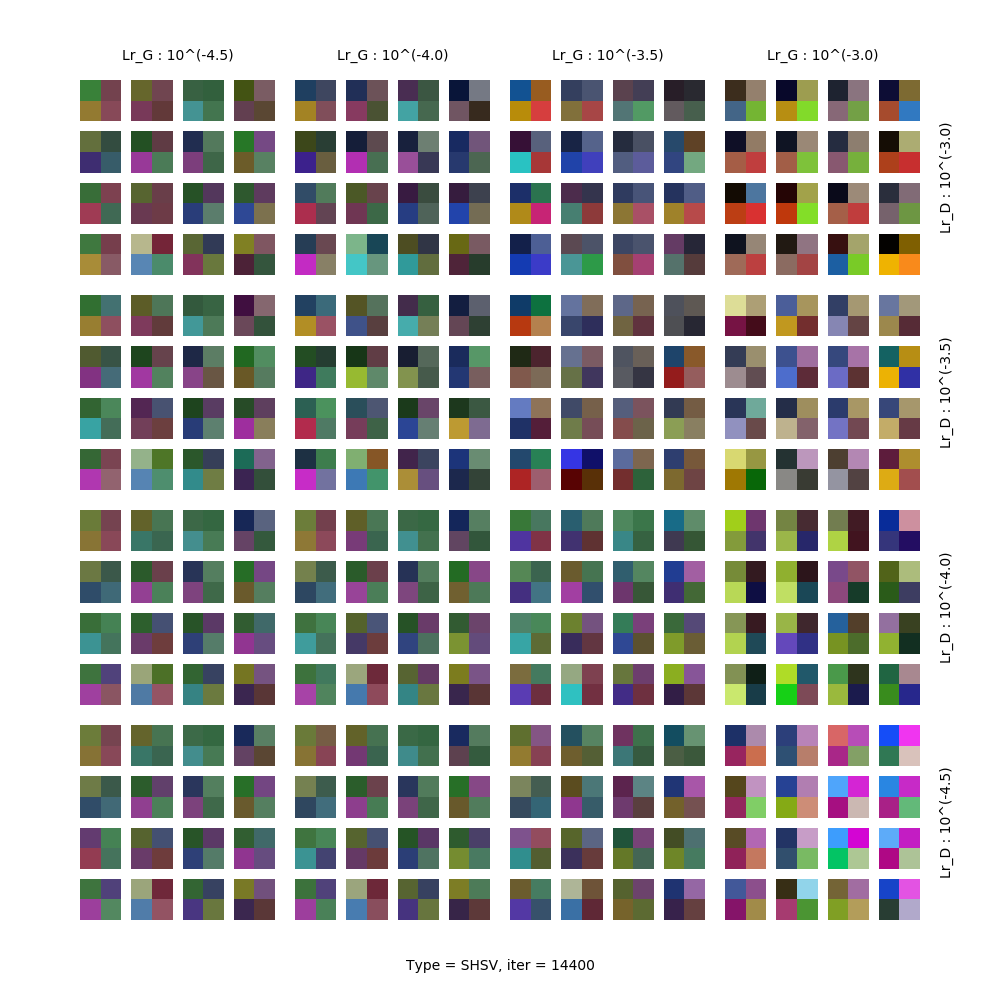 Lr_G : 10^(-4.5)
Lr_G : 10^(-4.0)
Lr_G : 10^(-3.5)
Lr_G : 10^(-3.0)
Lr_D : 10^(-3.0)
Lr_D : 10^(-3.5)
Lr_D : 10^(-4.0)
Lr_D : 10^(-4.5)
Type = SHSV, iter = 14400